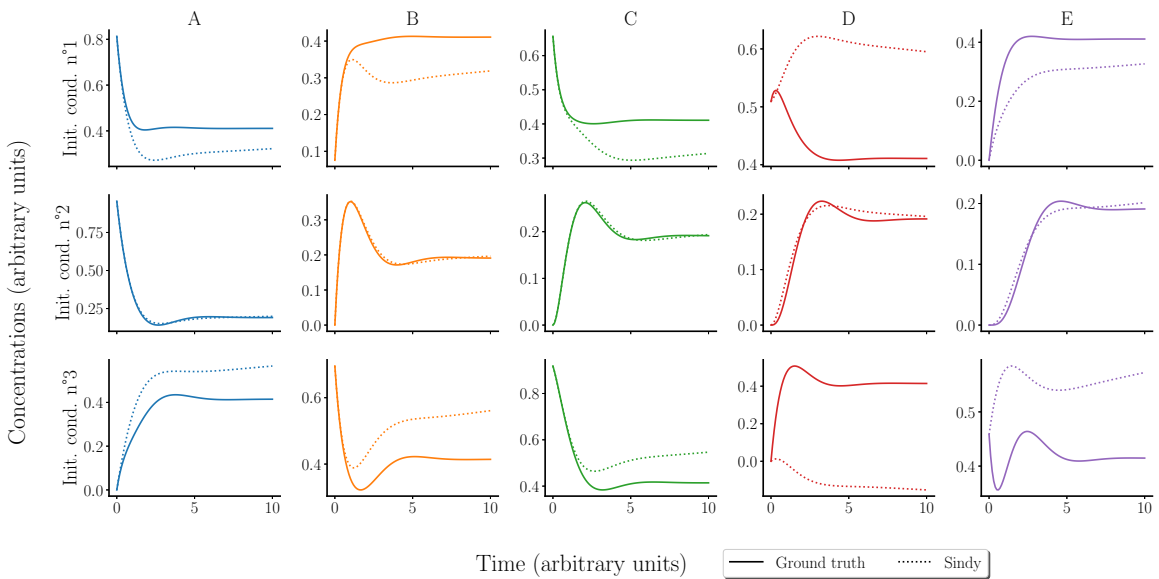 A B C D E
Concentrations (arbitrary units)
Init. cond. n°1
0.8 0.6 0.4
0.4 0.3 0.2 0.1
0.6 0.5 0.4 0.3
0.6 0.5 0.4
0.4 0.2 0.0
Init. cond. n°2
0.75 0.50 0.25
0.3 0.2 0.1 0.0
0.2 0.1 0.0
0.2 0.1 0.0
0.2 0.1 0.0
Init. cond. n°3
0.4 0.2 0.0
0.6 0.4
0.8 0.6 0.4
0.4 0.2 0.0
0.5 0.4
0 5 10 0 5 10 0 5 10 0 5 10 0 5 10
Time (arbitrary units)
Ground truth Sindy